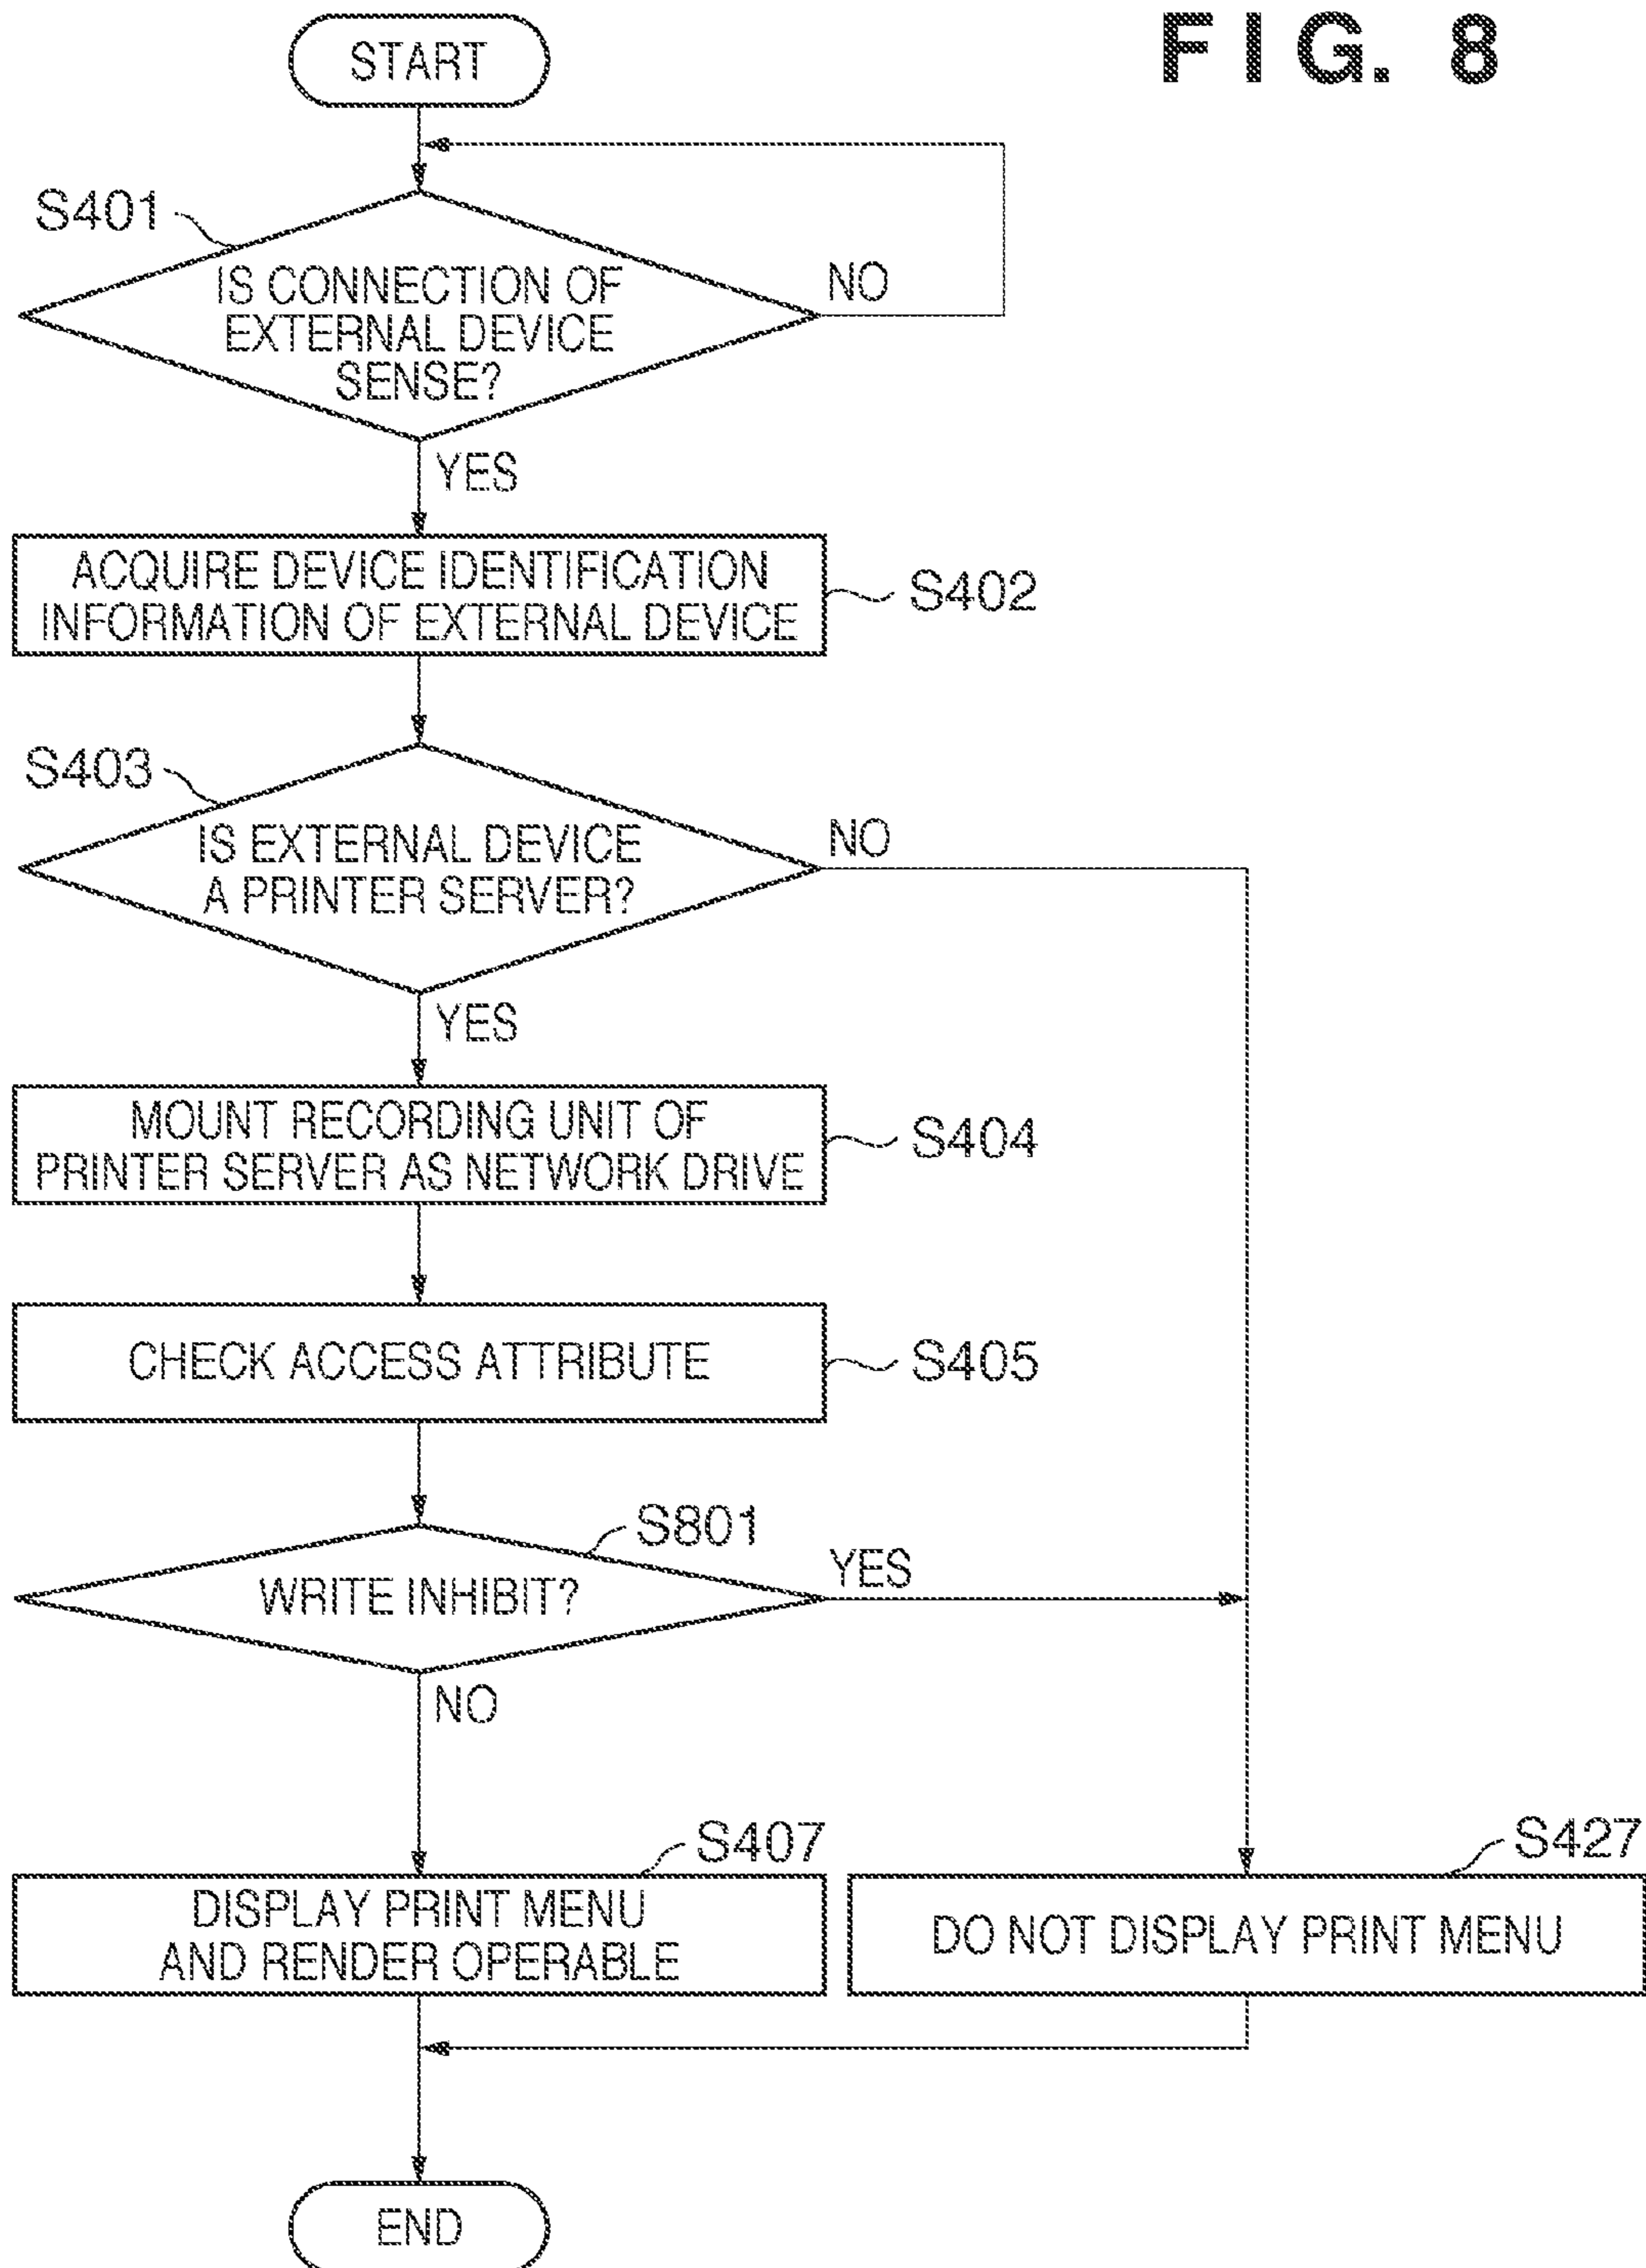 FIG. 8
START
S401
IS CONNECTION OF
EXTERNAL DEVICE
SENSE?
NO
YES
ACQUIRE DEVICE IDENTIFICATION
INFORMATION OF EXTERNAL DEVICE
S402
S403
IS EXTERNAL DEVICE
A PRINTER SERVER?
NO
YES
MOUNT RECORDING UNIT OF
PRINTER SERVER AS NETWORK DRIVE
S404
CHECK ACCESS ATTRIBUTE
S405
S801
WRITE INHIBIT?
YES
NO
S407
DISPLAY PRINT MENU
AND RENDER OPERABLE
S427
DO NOT DISPLAY PRINT MENU
END